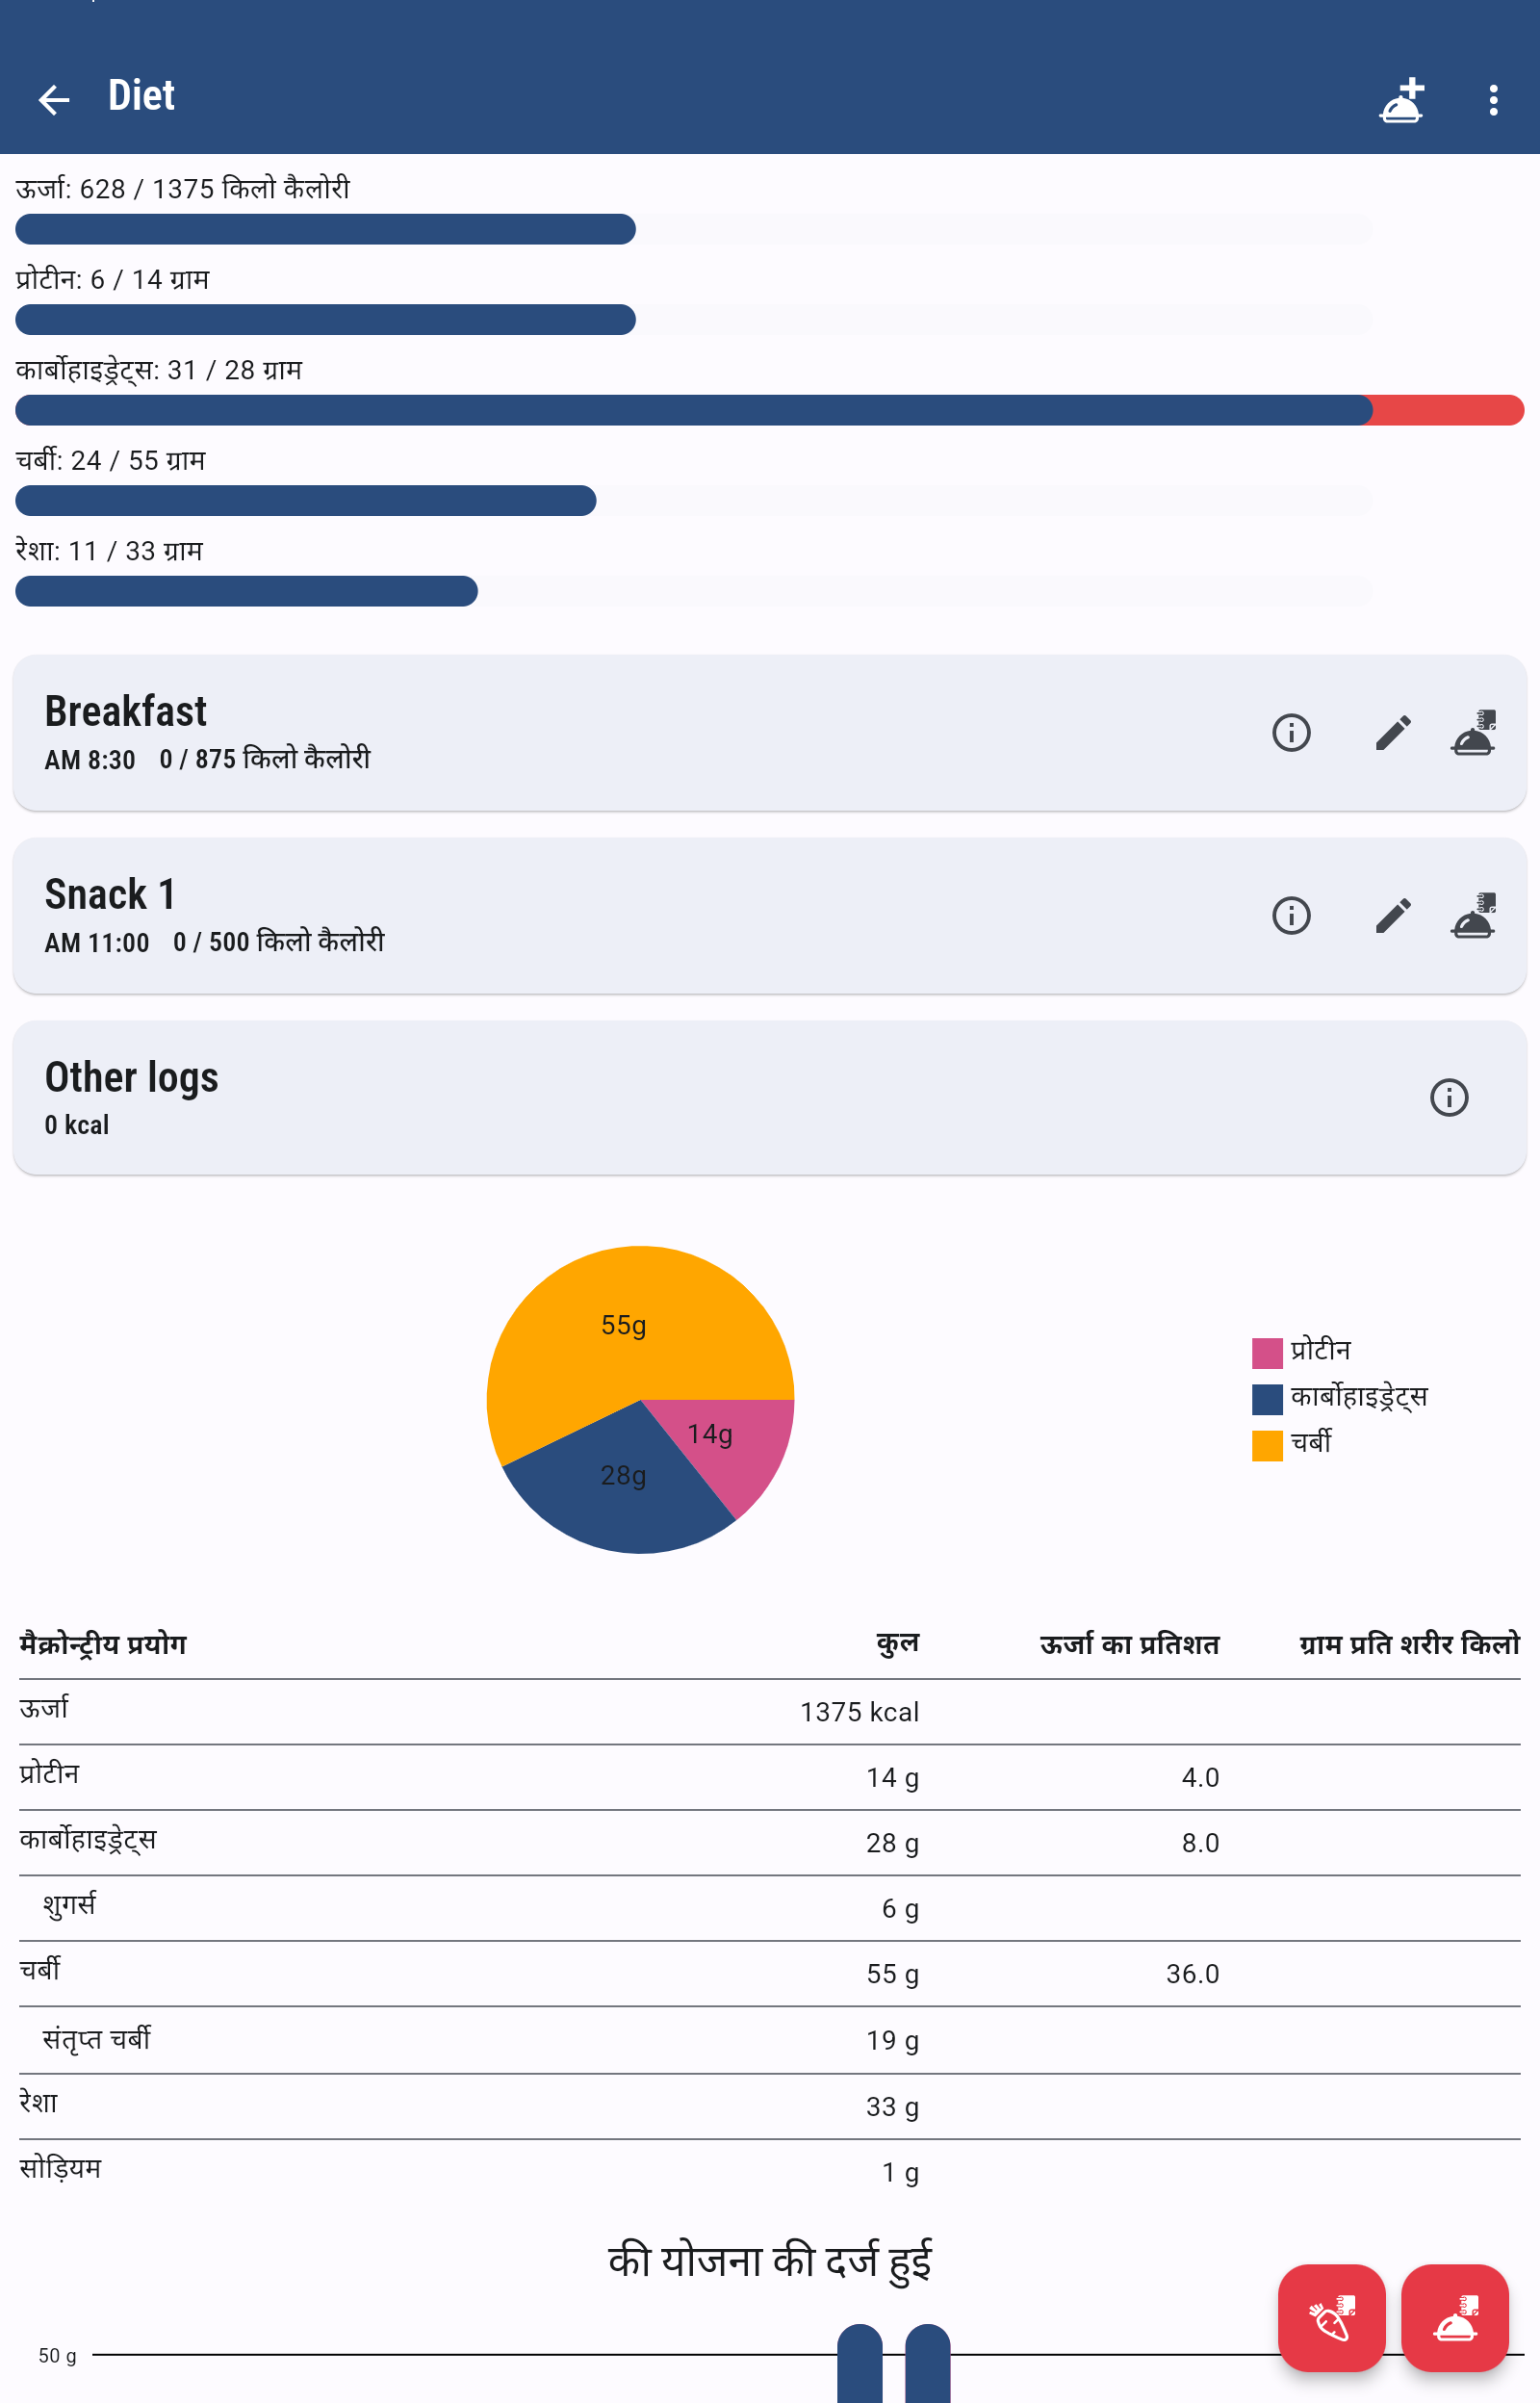 Diet
ऊर्जा: 628 / 1375 किलो कैलोरी
प्रोटीन: 6 / 14 ग्राम
कार्बोहाइड्रेट्स: 31 / 28 ग्राम
चर्बी: 24 / 55 ग्राम
रेशा: 11 / 33 ग्राम
Breakfast
AM 8:30 0 / 875 किलो कैलोरी
Snack 1
AM 11:00 0 / 500 किलो कैलोरी
Other logs
0 kcal
55g
14g
28g
प्रोटीन
कार्बोहाइड्रेट्स
चर्बी
मैक्रोन्ट्रीय प्रयोग कुल ऊर्जा का प्रतिशत ग्राम प्रति शरीर किलो
ऊर्जा 1375 kcal
प्रोटीन 14 g 4.0
कार्बोहाइड्रेट्स 28 g 8.0
शुगर्स 6 g
चर्बी 55 g 36.0
संतृप्त चर्बी 19 g
रेशा 33 g
सोड़ियम 1 g
की योजना की दर्ज हुई
50 g